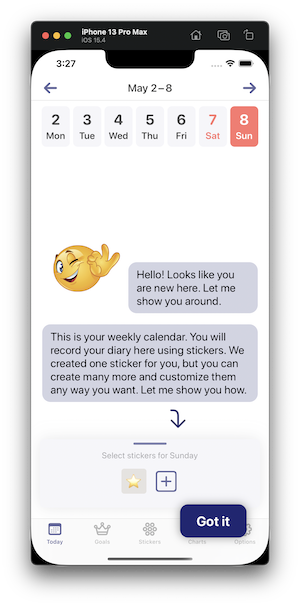 iPhone 13 Pro Max
iOS 15.4
3:27
May 2–8
2 3 4 5 6 7 8
Mon Tue Wed Thu Fri Sat Sun
Hello! Looks like you
are new here. Let me
show you around.
This is your weekly calendar. You will
record your diary here using stickers. We
created one sticker for you, but you can
create many more and customize them
any way you want. Let me show you how.
Select stickers for Sunday
Got it
Today Goals Stickers Charts Options